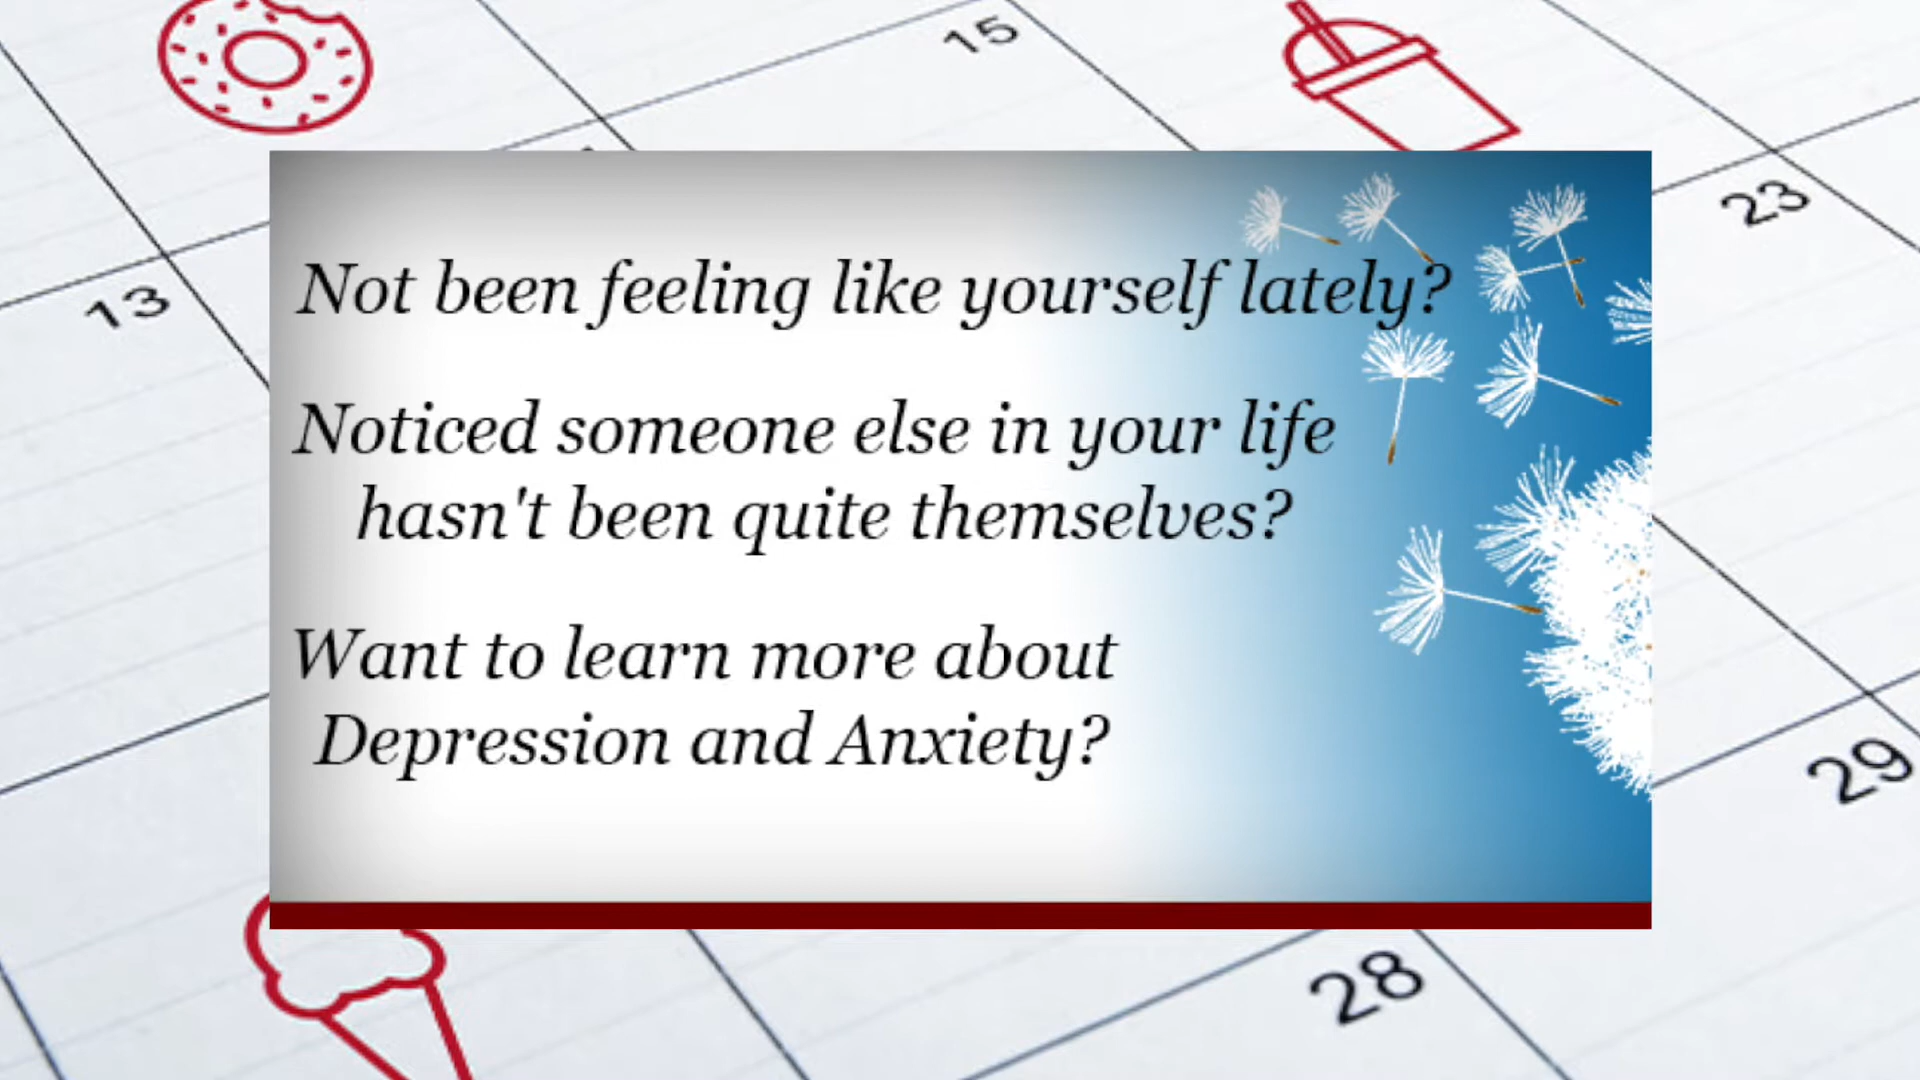 15
23
13
Not been feeling like yourself lately?
Noticed someone else in your life
hasn't been quite themselves?
Want to learn more about
Depression and Anxiety?
29
28